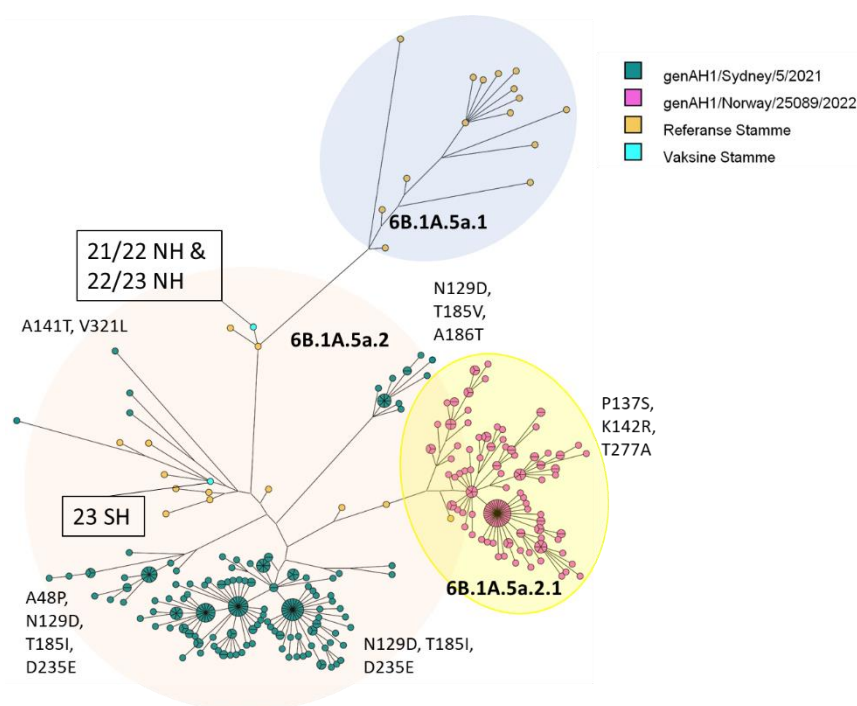 genAH1/Sydney/5/2021
genAH1/Norway/25089/2022
Referanse Stamme
Vaksine Stamme
6B.1A.5a.1
21/22 NH &
22/23 NH
N129D,
T185V,
A186T
A141T, V321L
6B.1A.5a.2
P137S,
K142R,
T277A
23 SH
6B.1A.5a.2.1
A48P,
N129D,
T185I,
D235E
N129D, T185I,
D235E